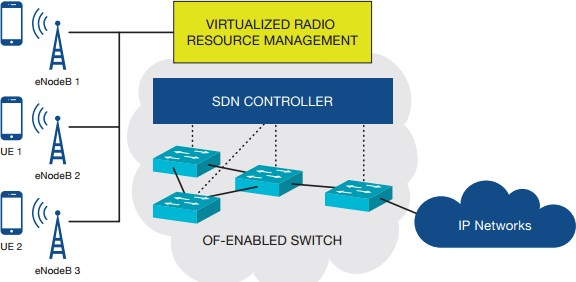 VIRTUALIZED RADIO
RESOURCE MANAGEMENT
eNodeB 1
SDN CONTROLLER
UE 1
eNodeB 2
UE 2
eNodeB 3
OF-ENABLED SWITCH
IP Networks